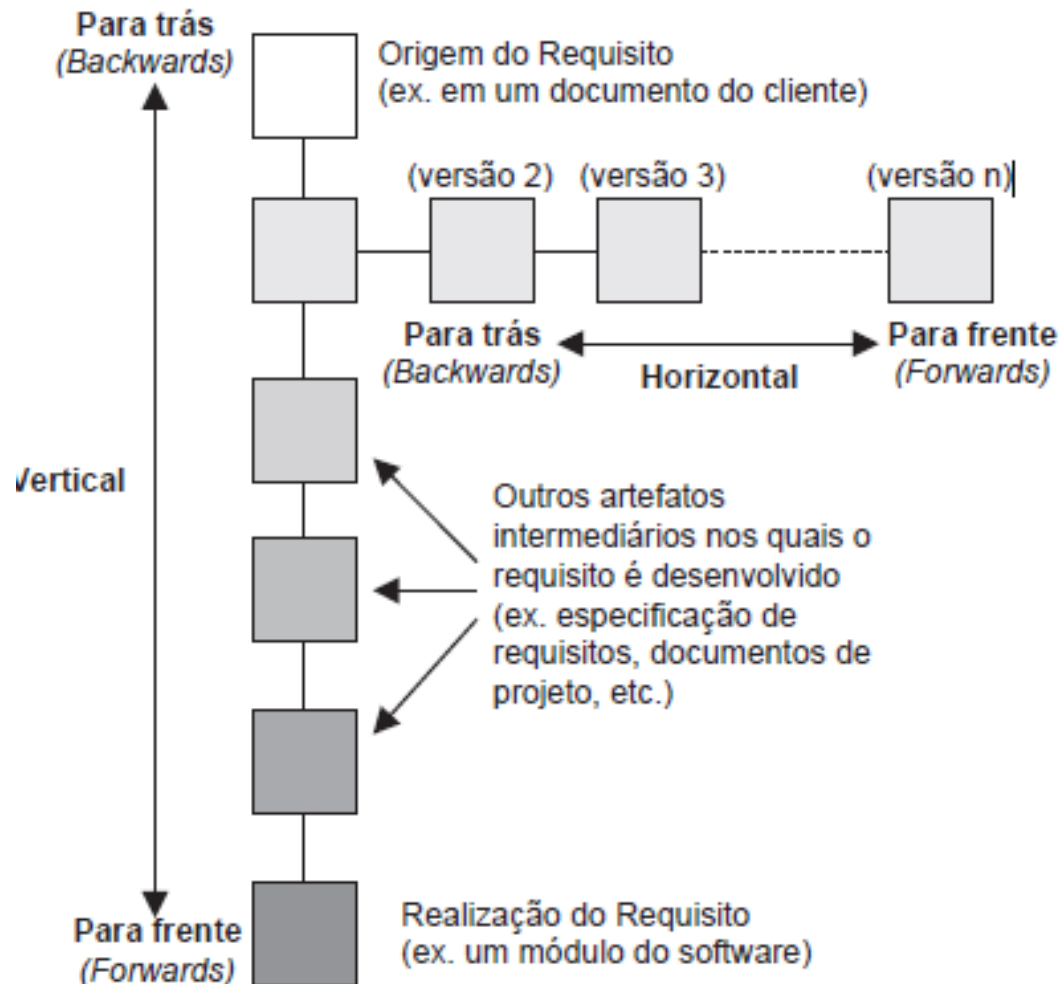 Para trás
(Backwards)
Origem do Requisito
(ex. em um documento do cliente)
(versão 2) (versão 3) (versão n)
Para trás
(Backwards)
Horizontal
Para frente
(Forwards)
Vertical
Outros artefatos
intermediários nos quais o
requisito é desenvolvido
(ex. especificação de
requisitos, documentos de
projeto, etc.)
Para frente
(Forwards)
Realização do Requisito
(ex. um módulo do software)